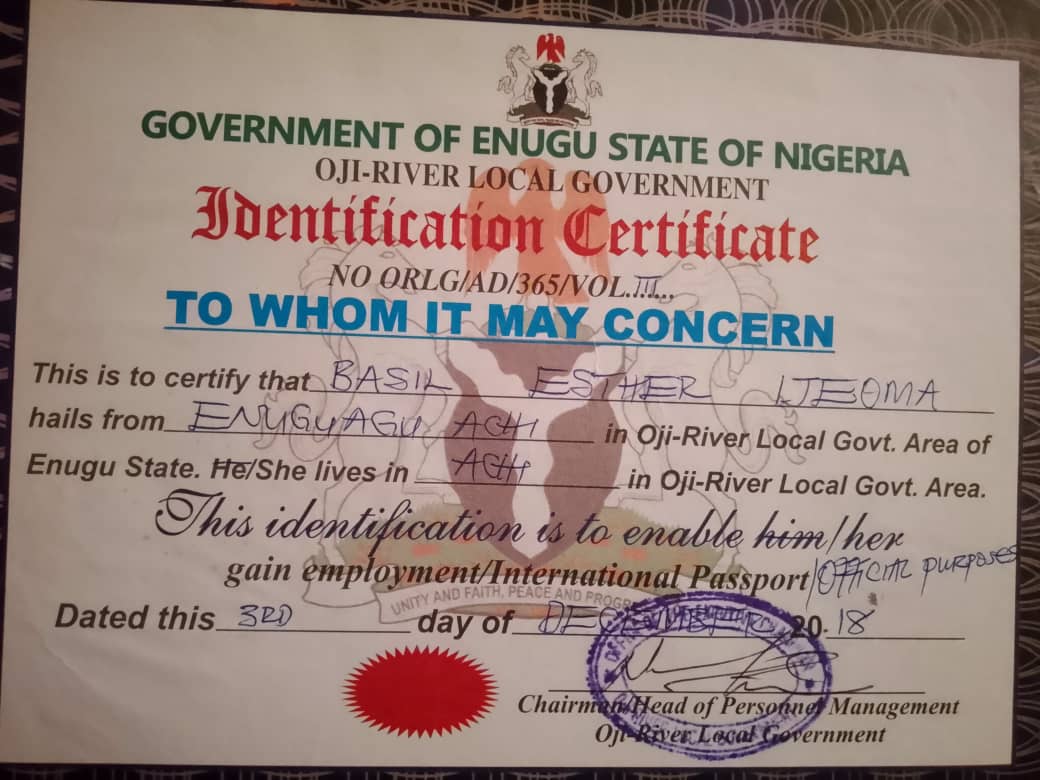 GOVERNMENT OF ENUGU STATE OF NIGERIA
OJI-RIVER LOCAL GOVERNMENT
Identification Certificate
NO ORLG/AD/365/VOL.III...
TO WHOM IT MAY CONCERN
This is to certify that BASIL ESTHER IJEOMA
hails from ENUGUAGU ACHI in Oji-River Local Govt. Area of
Enugu State. He/She lives in ACHI in Oji-River Local Govt. Area.
This identification is to enable him/her
gain employment/International Passport/OFFICIAL PURPOSES
UNITY AND FAITH, PEACE AND PROGR
Dated this 3RD day of DECEMBER 20.18
Chairman/Head of Personnel Management
Oji-River Local Government